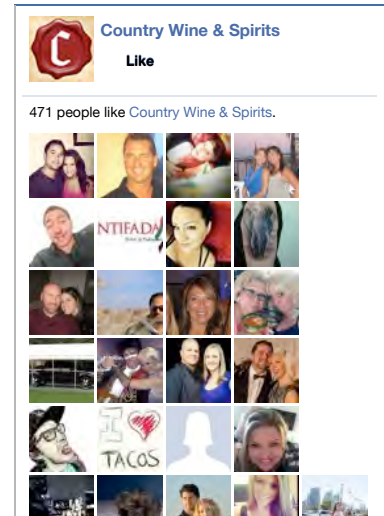 C
Country Wine & Spirits
Like
471 people like Country Wine & Spirits.
NTIFADA
I
TACOS